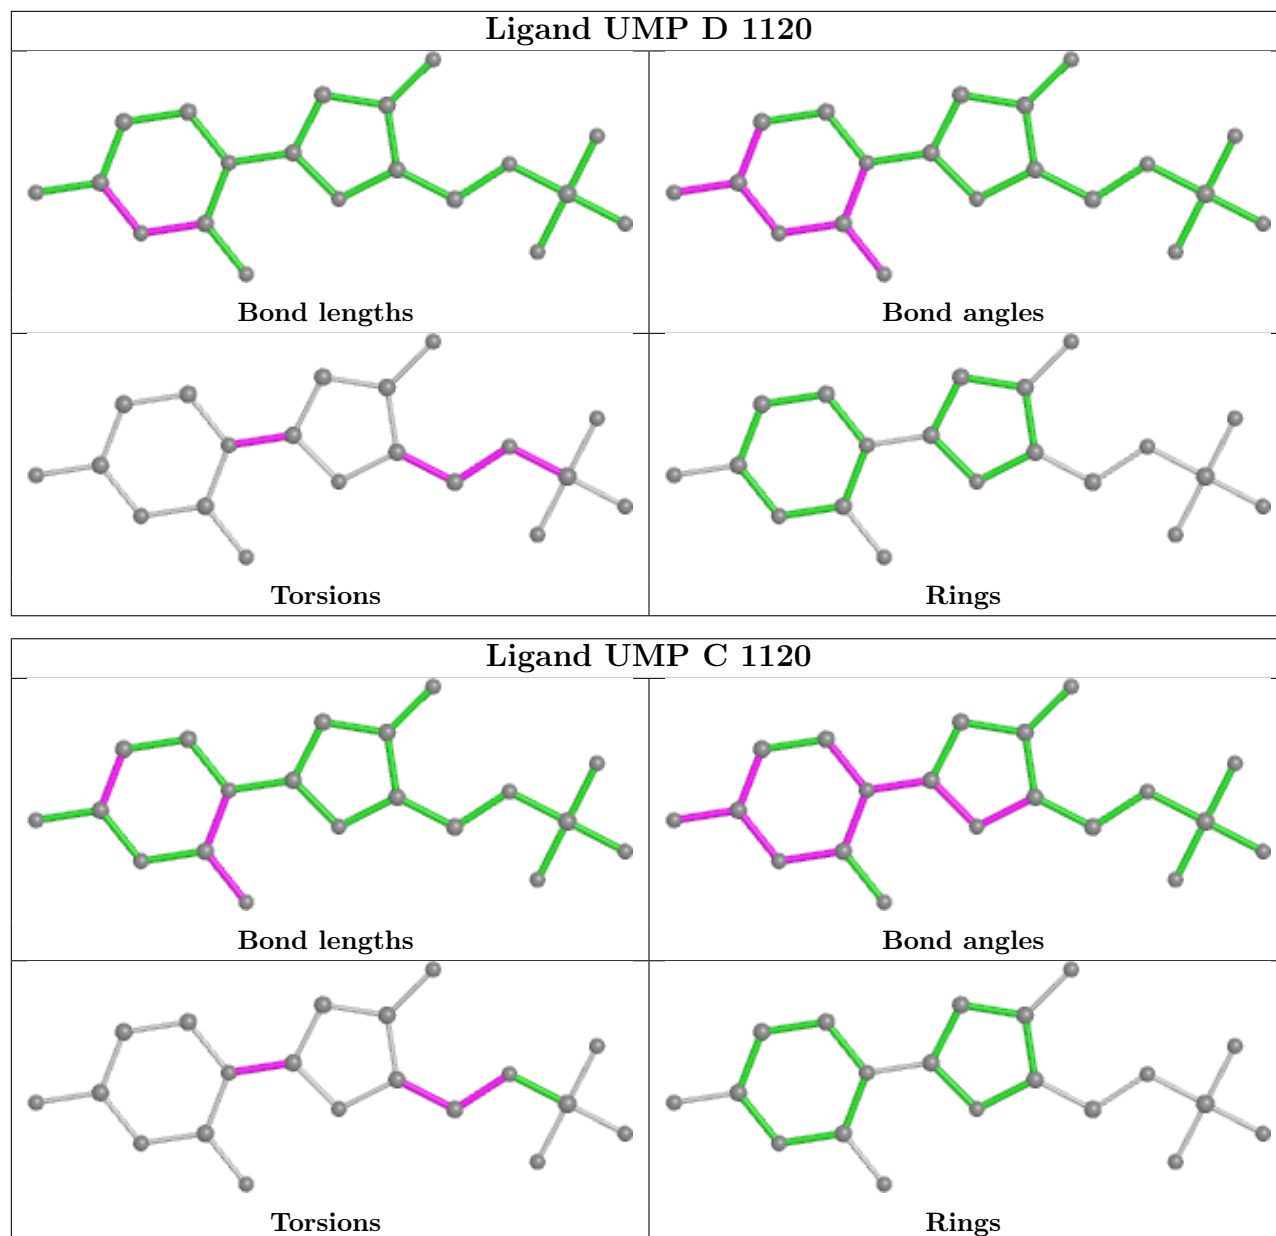 Ligand UMP D 1120
Bond lengths
Bond angles
Torsions
Rings
Ligand UMP C 1120
Bond lengths
Bond angles
Torsions
Rings